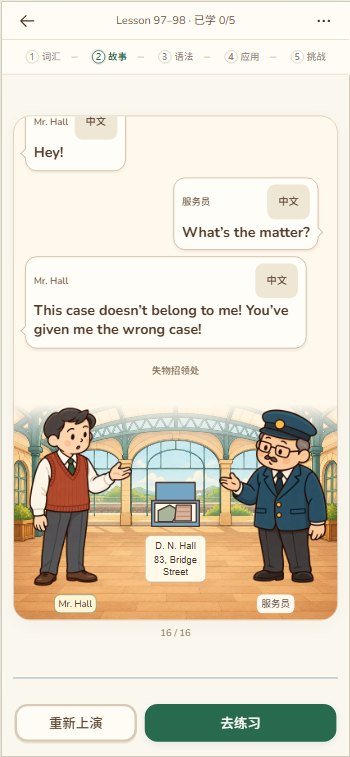 Lesson 97–98 · 已学 0/5
1 词汇 – 2 故事 – 3 语法 – 4 应用 – 5 挑战
Mr. Hall 中文
Hey!
服务员 中文
What's the matter?
Mr. Hall 中文
This case doesn't belong to me! You've
given me the wrong case!
失物招领处
D. N. Hall
83, Bridge
Street
Mr. Hall 服务员
16 / 16
重新上演 去练习